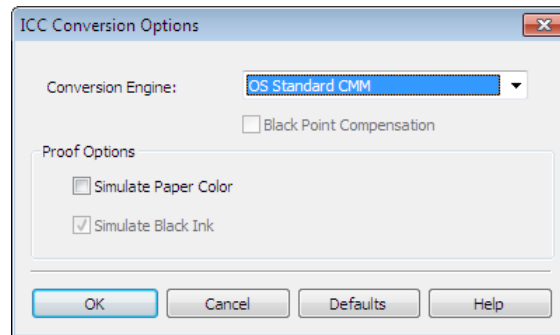 ICC Conversion Options
Conversion Engine: OS Standard CMM
Black Point Compensation
Proof Options
Simulate Paper Color
Simulate Black Ink
OK Cancel Defaults Help